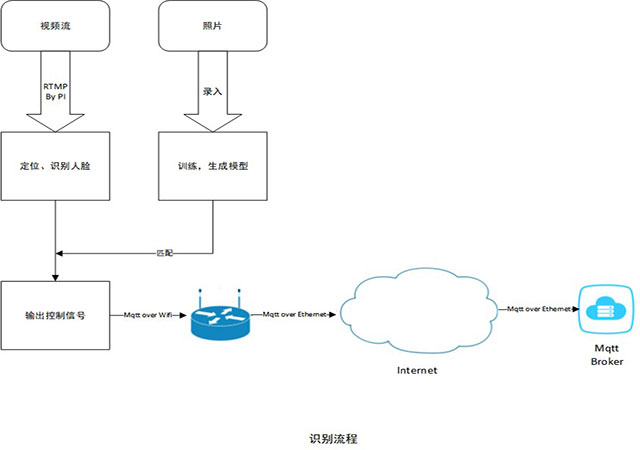 视频流
照片
RTMP
By PI
录入
定位、识别人脸
训练，生成模型
匹配
输出控制信号
Mqtt over Wifi
Mqtt over Ethernet
Mqtt over Ethernet
Internet
Mqtt
Broker
识别流程